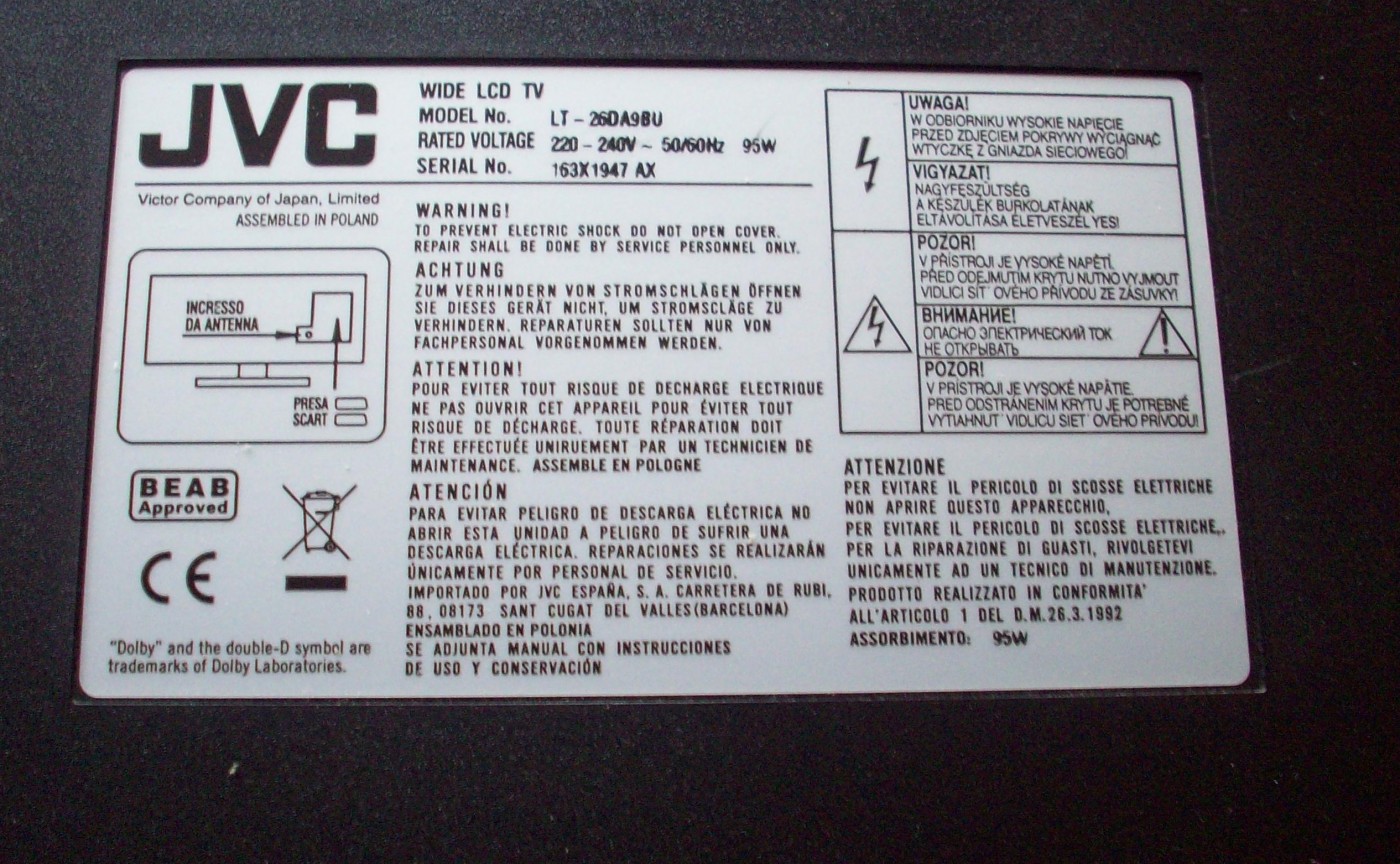 JVC
Victor Company of Japan, Limited
ASSEMBLED IN POLAND
INCRESSO
DA ANTENNA
PRESA
SCART
BEAB
Approved
CE
"Dolby" and the double-D symbol are
trademarks of Dolby Laboratories.
WIDE LCD TV
MODEL No. LT-26DA9BU
RATED VOLTAGE 220-240V ~ 50/60Hz 95W
SERIAL No. 163X1947 AX
WARNING!
TO PREVENT ELECTRIC SHOCK DO NOT OPEN COVER.
REPAIR SHALL BE DONE BY SERVICE PERSONNEL ONLY.
ACHTUNG
ZUM VERHINDERN VON STROMSCHLÄGEN ÖFFNEN
SIE DIESES GERÄT NICHT, UM STROMSCLÄGE ZU
VERHINDERN. REPARATUREN SOLLTEN NUR VON
FACHPERSONAL VORGENOMMEN WERDEN.
ATTENTION!
POUR EVITER TOUT RISQUE DE DECHARGE ELECTRIQUE
NE PAS OUVRIR CET APPAREIL POUR ÉVITER TOUT
RISQUE DE DÉCHARGE. TOUTE RÉPARATION DOIT
ÊTRE EFFECTUÉE UNIRUEMENT PAR UN TECHNICIEN DE
MAINTENANCE. ASSEMBLE EN POLOGNE
ATENCIÓN
PARA EVITAR PELIGRO DE DESCARGA ELÉCTRICA NO
ABRIR ESTA UNIDAD A PELIGRO DE SUFRIR UNA
DESCARGA ELÉCTRICA. REPARACIONES SE REALIZARÁN
ÚNICAMENTE POR PERSONAL DE SERVICIO.
IMPORTADO POR JVC ESPAÑA, S. A. CARRETERA DE RUBI,
88, 08173 SANT CUGAT DEL VALLES(BARCELONA)
ENSAMBLADO EN POLONIA
SE ADJUNTA MANUAL CON INSTRUCCIONES
DE USO Y CONSERVACIÓN
UWAGA!
W ODBIORNIKU WYSOKIE NAPIĘCIE
PRZED ZDJĘCIEM POKRYWY WYCIĄGNĄĆ
WTYCZKĘ Z GNIAZDA SIECIOWEGO!
VIGYAZAT!
NAGYFESZÜLTSÉG
A KÉSZÜLÉK BURKOLATÁNAK
ELTÁVOLÍTÁSA ÉLETVESZÉLYES!
POZOR!
V PŘÍSTROJI JE VYSOKÉ NAPĚTÍ.
PŘED ODEJMUTÍM KRYTU NUTNO VYJMOUT
VIDLICI SÍT´OVÉHO PŘÍVODU ZE ZÁSUVKY!
ВНИМАНИЕ!
ОПАСНО ЭЛЕКТРИЧЕСКИЙ ТОК
НЕ ОТКРЫВАТЬ
POZOR!
V PRÍSTROJI JE VYSOKÉ NAPÄTIE.
PRED ODSTRÁNENÍM KRYTU JE POTREBNÉ
VYTIAHNUT´ VIDLICU SIET´OVÉHO PRÍVODU!
ATTENZIONE
PER EVITARE IL PERICOLO DI SCOSSE ELETTRICHE
NON APRIRE QUESTO APPARECCHIO,
PER EVITARE IL PERICOLO DI SCOSSE ELETTRICHE,.
PER LA RIPARAZIONE DI GUASTI, RIVOLGETEVI
UNICAMENTE AD UN TECNICO DI MANUTENZIONE.
PRODOTTO REALIZZATO IN CONFORMITA'
ALL'ARTICOLO 1 DEL D.M.26.3.1992
ASSORBIMENTO: 95W